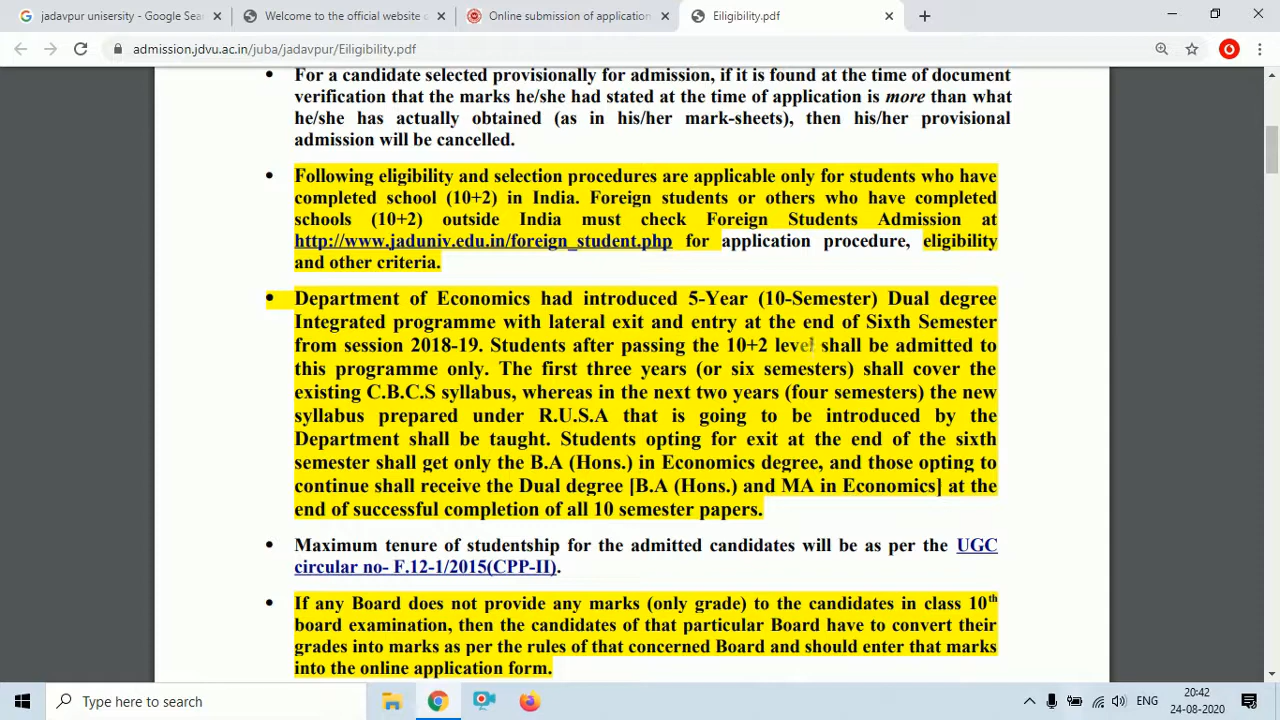 jadavpur unisersity - Google Sea
Welcome to the official website o
Online submission of application
Eiligibility.pdf
admission.jdvu.ac.in/juba/jadavpur/Eiligibility.pdf
• For a candidate selected provisionally for admission, if it is found at the time of document
verification that the marks he/she had stated at the time of application is more than what
he/she has actually obtained (as in his/her mark-sheets), then his/her provisional
admission will be cancelled.
• Following eligibility and selection procedures are applicable only for students who have
completed school (10+2) in India. Foreign students or others who have completed
schools (10+2) outside India must check Foreign Students Admission at
http://www.jaduniv.edu.in/foreign_student.php for application procedure, eligibility
and other criteria.
• Department of Economics had introduced 5-Year (10-Semester) Dual degree
Integrated programme with lateral exit and entry at the end of Sixth Semester
from session 2018-19. Students after passing the 10+2 level shall be admitted to
this programme only. The first three years (or six semesters) shall cover the
existing C.B.C.S syllabus, whereas in the next two years (four semesters) the new
syllabus prepared under R.U.S.A that is going to be introduced by the
Department shall be taught. Students opting for exit at the end of the sixth
semester shall get only the B.A (Hons.) in Economics degree, and those opting to
continue shall receive the Dual degree [B.A (Hons.) and MA in Economics] at the
end of successful completion of all 10 semester papers.
• Maximum tenure of studentship for the admitted candidates will be as per the UGC
circular no- F.12-1/2015(CPP-II).
• If any Board does not provide any marks (only grade) to the candidates in class 10th
board examination, then the candidates of that particular Board have to convert their
grades into marks as per the rules of that concerned Board and should enter that marks
into the online application form.
Type here to search
ENG
20:42
24-08-2020